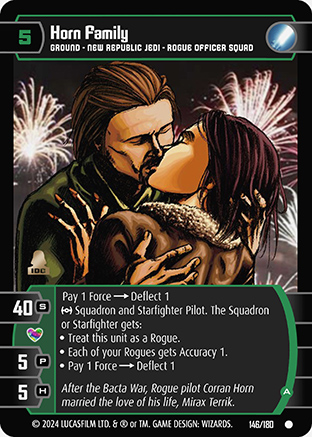 5 Horn Family
GROUND - NEW REPUBLIC JEDI - ROGUE OFFICER SQUAD
IDC
40 S
5 P
5 H
Pay 1 Force → Deflect 1
Squadron and Starfighter Pilot. The Squadron
or Starfighter gets:
• Treat this unit as a Rogue.
• Each of your Rogues gets Accuracy 1.
• Pay 1 Force → Deflect 1
After the Bacta War, Rogue pilot Corran Horn
married the love of his life, Mirax Terrik.
A
© 2024 LUCASFILM LTD. & ® or TM. GAME DESIGN: WIZARDS. 146/180